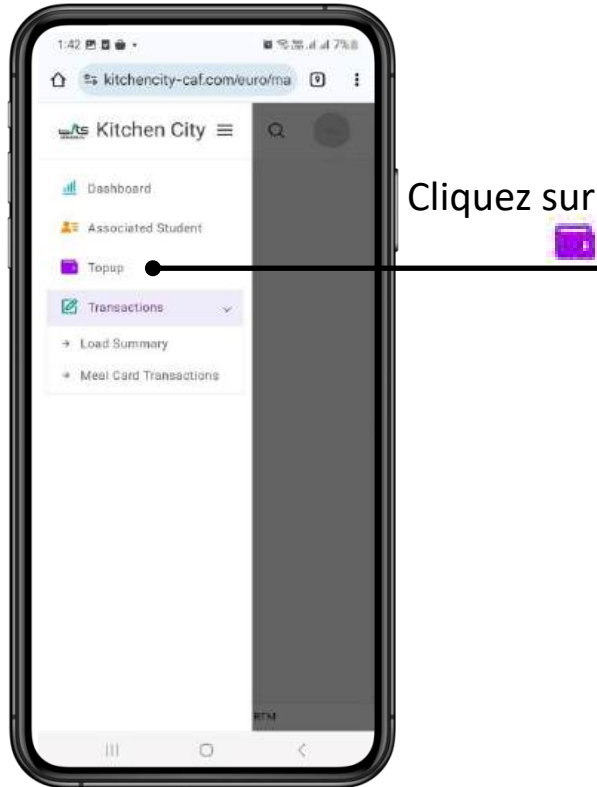 1:42
7%
kitchencity-caf.com/euro/ma
Kitchen City
Dashboard
Associated Student
Topup
Transactions
→ Load Summary
→ Meal Card Transactions
Cliquez sur